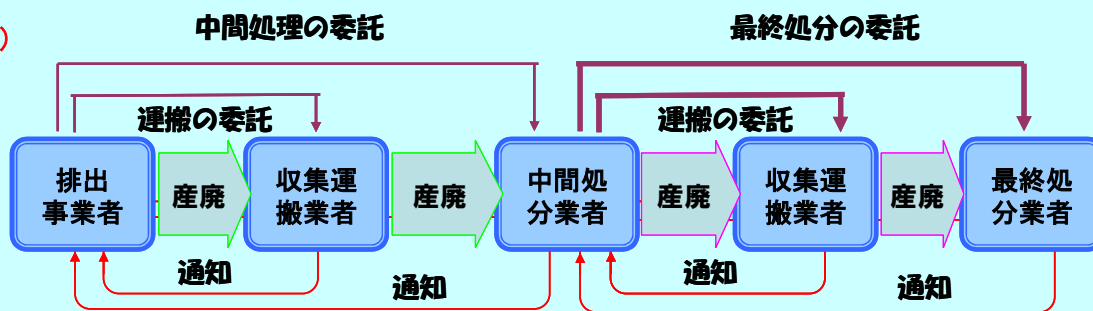 中間処理の委託
最終処分の委託
)
運搬の委託
運搬の委託
排出
事業者
産廃
収集運
搬業者
産廃
中間処
分業者
産廃
収集運
搬業者
産廃
最終処
分業者
通知
通知
通知
通知